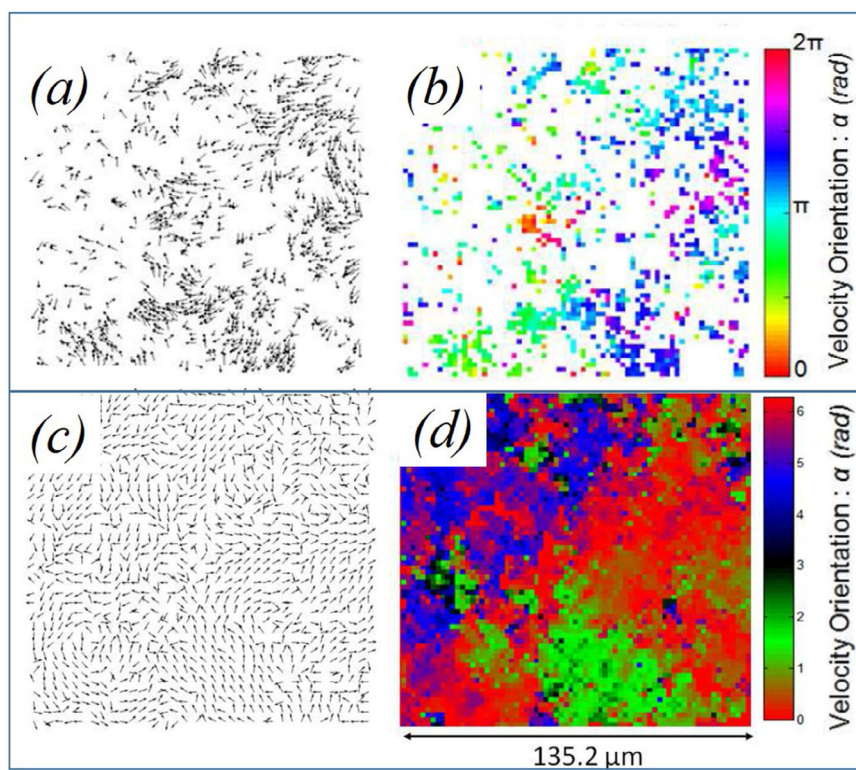 (a)
(b)
2π
π
0
Velocity Orientation : α (rad)
(c)
(d)
6
5
4
3
2
1
0
Velocity Orientation : α (rad)
135.2 μm